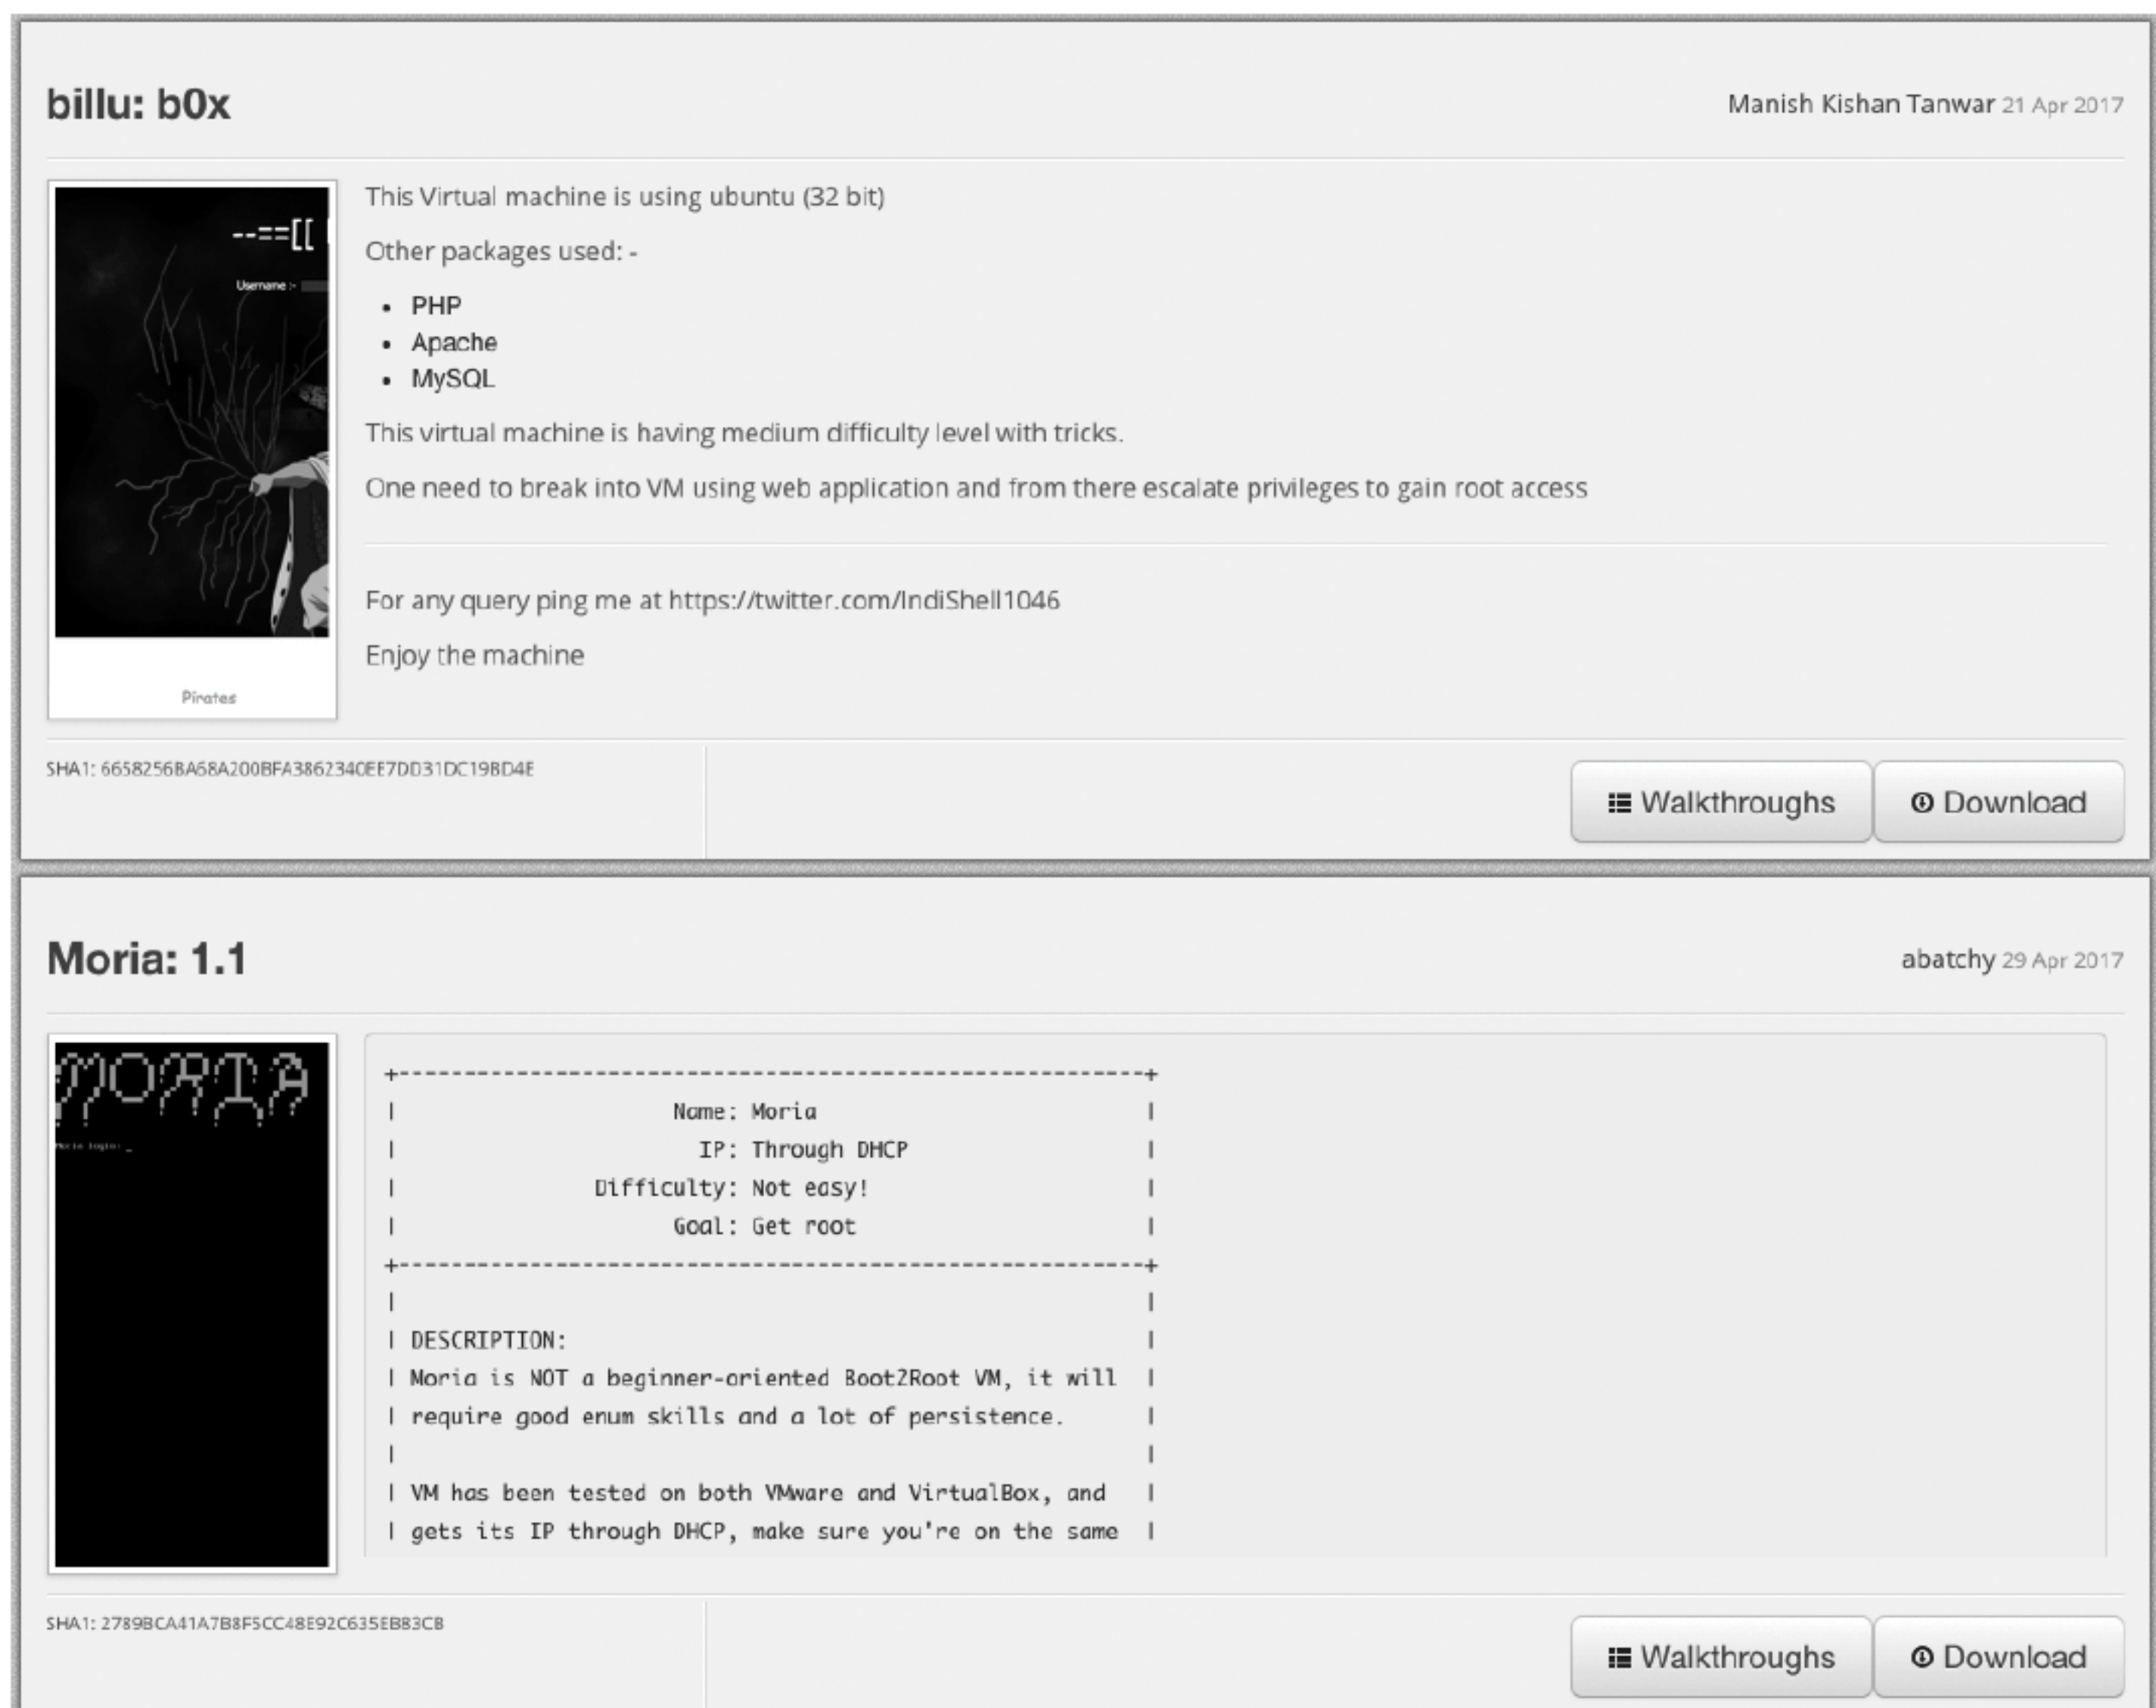 billu: b0x
Manish Kishan Tanwar 21 Apr 2017
--==[[
Username :-
Pirates
This Virtual machine is using ubuntu (32 bit)
Other packages used: -
• PHP
• Apache
• MySQL
This virtual machine is having medium difficulty level with tricks.
One need to break into VM using web application and from there escalate privileges to gain root access
For any query ping me at https://twitter.com/IndiShell1046
Enjoy the machine
SHA1: 6658256BA68A200BFA3862340EE7DD31DC19BD4E
Walkthroughs
Download
Moria: 1.1
abatchy 29 Apr 2017
MORIA
Moria login: _
+---------------------------------------------------------+
| Name: Moria |
| IP: Through DHCP |
| Difficulty: Not easy! |
| Goal: Get root |
+---------------------------------------------------------+
| |
| DESCRIPTION: |
| Moria is NOT a beginner-oriented Boot2Root VM, it will |
| require good enum skills and a lot of persistence. |
| |
| VM has been tested on both VMware and VirtualBox, and |
| gets its IP through DHCP, make sure you're on the same |
SHA1: 2789BCA41A7B8F5CC48E92C635EB83CB
Walkthroughs
Download